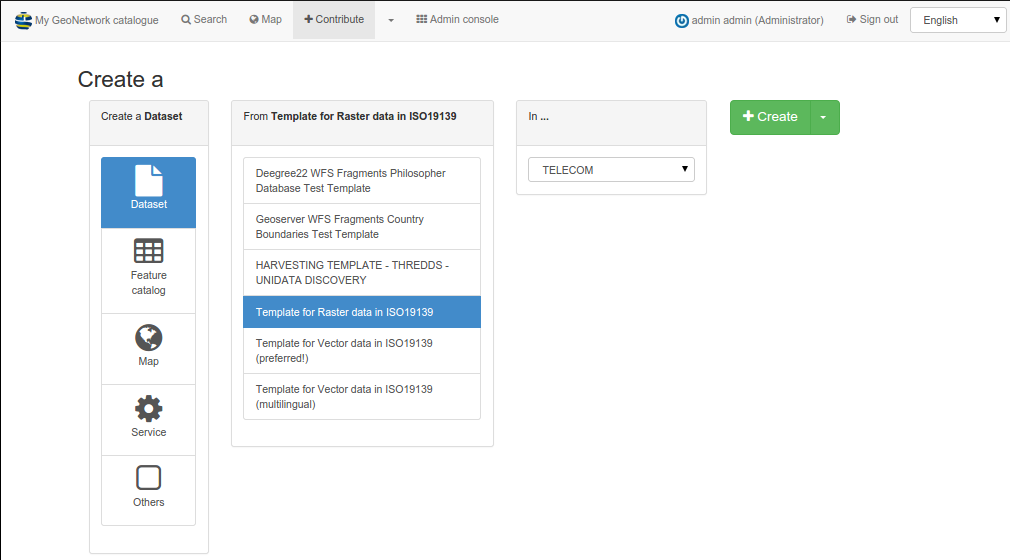 My GeoNetwork catalogue Search Map Contribute Admin console admin admin (Administrator) Sign out English
Create a
Create a Dataset
Dataset
Feature
catalog
Map
Service
Others
From Template for Raster data in ISO19139
Deegree22 WFS Fragments Philosopher
Database Test Template
Geoserver WFS Fragments Country
Boundaries Test Template
HARVESTING TEMPLATE - THREDDS -
UNIDATA DISCOVERY
Template for Raster data in ISO19139
Template for Vector data in ISO19139
(preferred!)
Template for Vector data in ISO19139
(multilingual)
In ...
TELECOM
Create